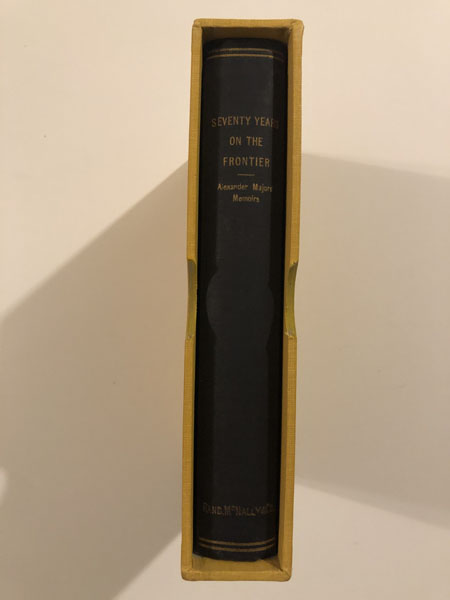 SEVENTY YEARS
ON THE
FRONTIER
Alexander Majors'
Memoirs
RAND, McNALLY & CO.